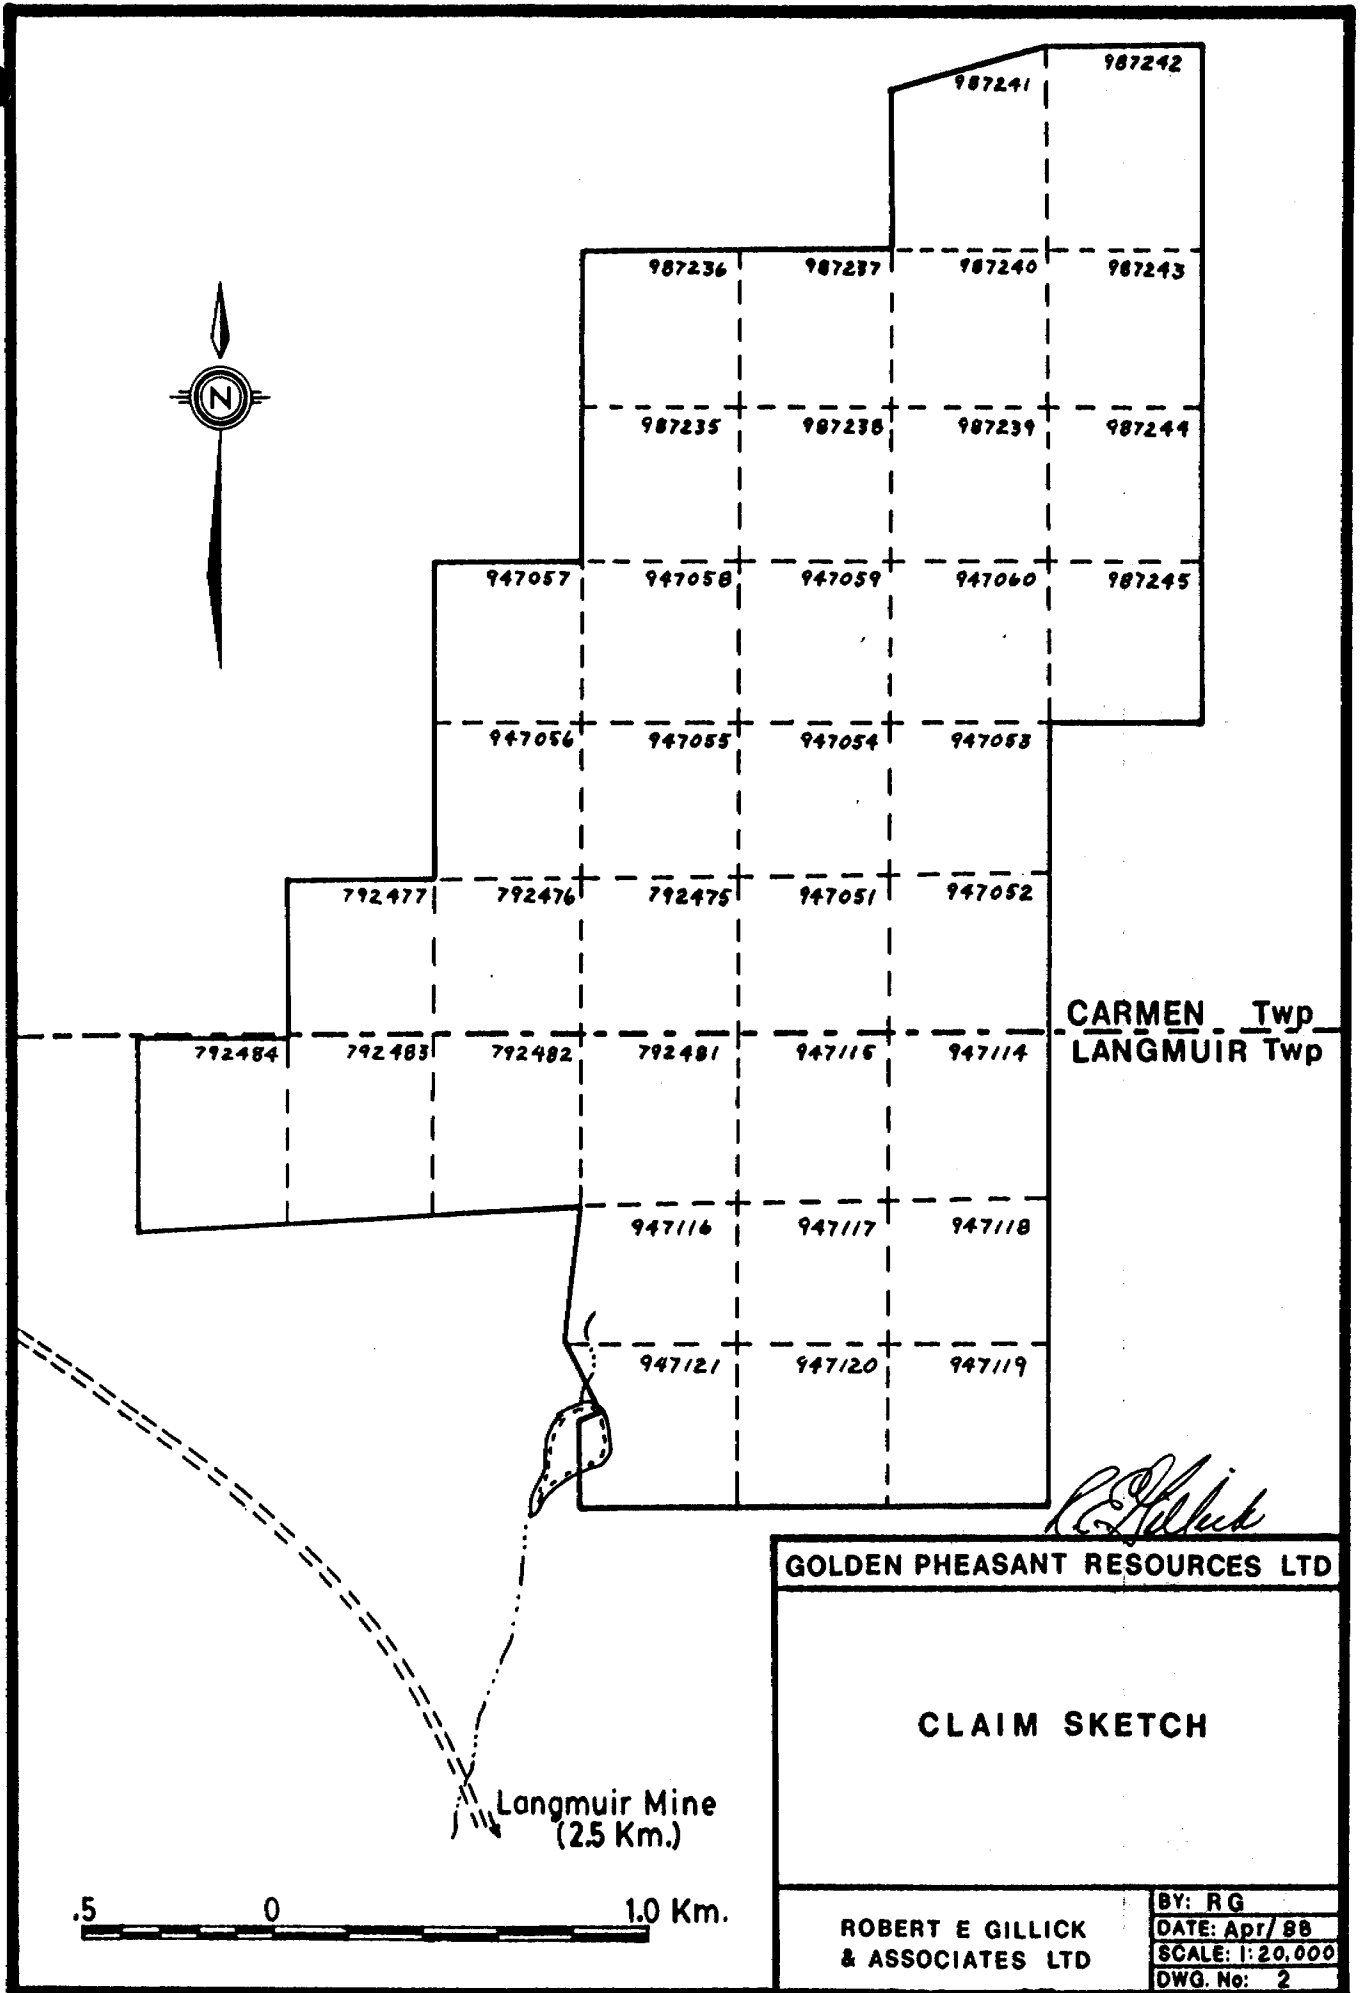 987241 987242
987236 987237 987240 987243
N
987235 987238 987239 987244
947057 947058 947059 947060 987245
947056 947055 947054 947053
792477 792476 792475 947051 947052
CARMEN Twp
792484 792483 792482 792481 947115 947114 LANGMUIR Twp
947116 947117 947118
947121 947120 947119
R.E. Gillick
GOLDEN PHEASANT RESOURCES LTD
CLAIM SKETCH
Langmuir Mine
(2.5 Km.)
.5 0 1.0 Km.
ROBERT E GILLICK
& ASSOCIATES LTD
BY: RG
DATE: Apr/88
SCALE: 1:20,000
DWG. No: 2